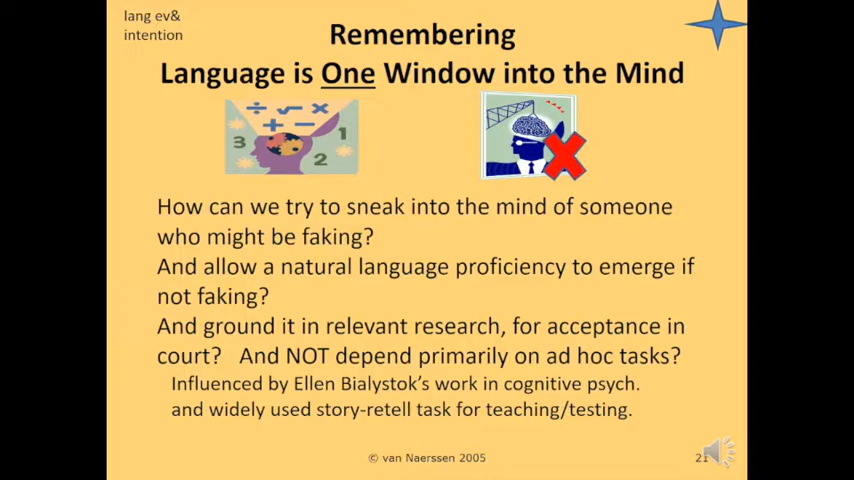 lang ev&
intention
Remembering
Language is One Window into the Mind
÷ √ × + − 3 1 2
How can we try to sneak into the mind of someone
who might be faking?
And allow a natural language proficiency to emerge if
not faking?
And ground it in relevant research, for acceptance in
court? And NOT depend primarily on ad hoc tasks?
Influenced by Ellen Bialystok’s work in cognitive psych.
and widely used story-retell task for teaching/testing.
© van Naerssen 2005
21